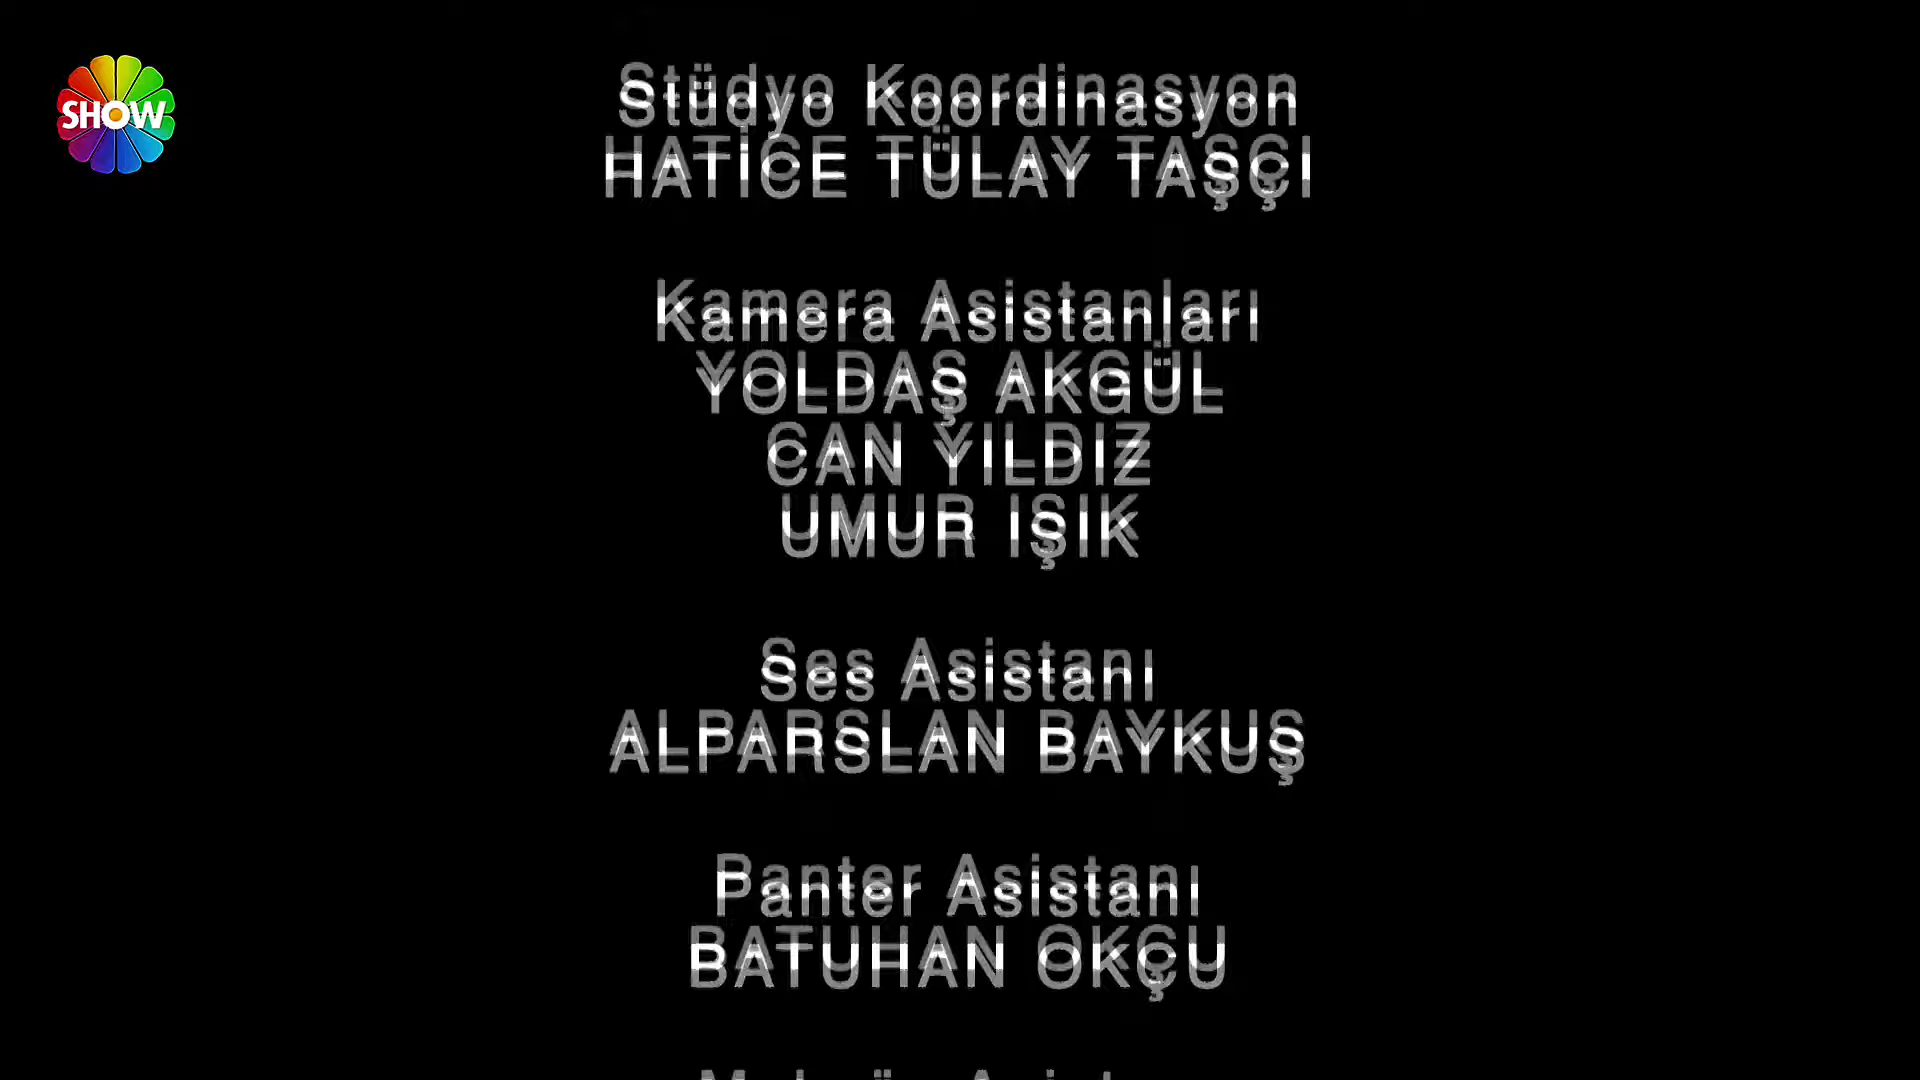 SHOW
Stüdyo Koordinasyon
HATİCE TÜLAY TAŞÇI
Kamera Asistanları
YOLDAŞ AKGÜL
CAN YILDIZ
UMUR IŞIK
Ses Asistanı
ALPARSLAN BAYKUŞ
Panter Asistanı
BATUHAN OKÇU